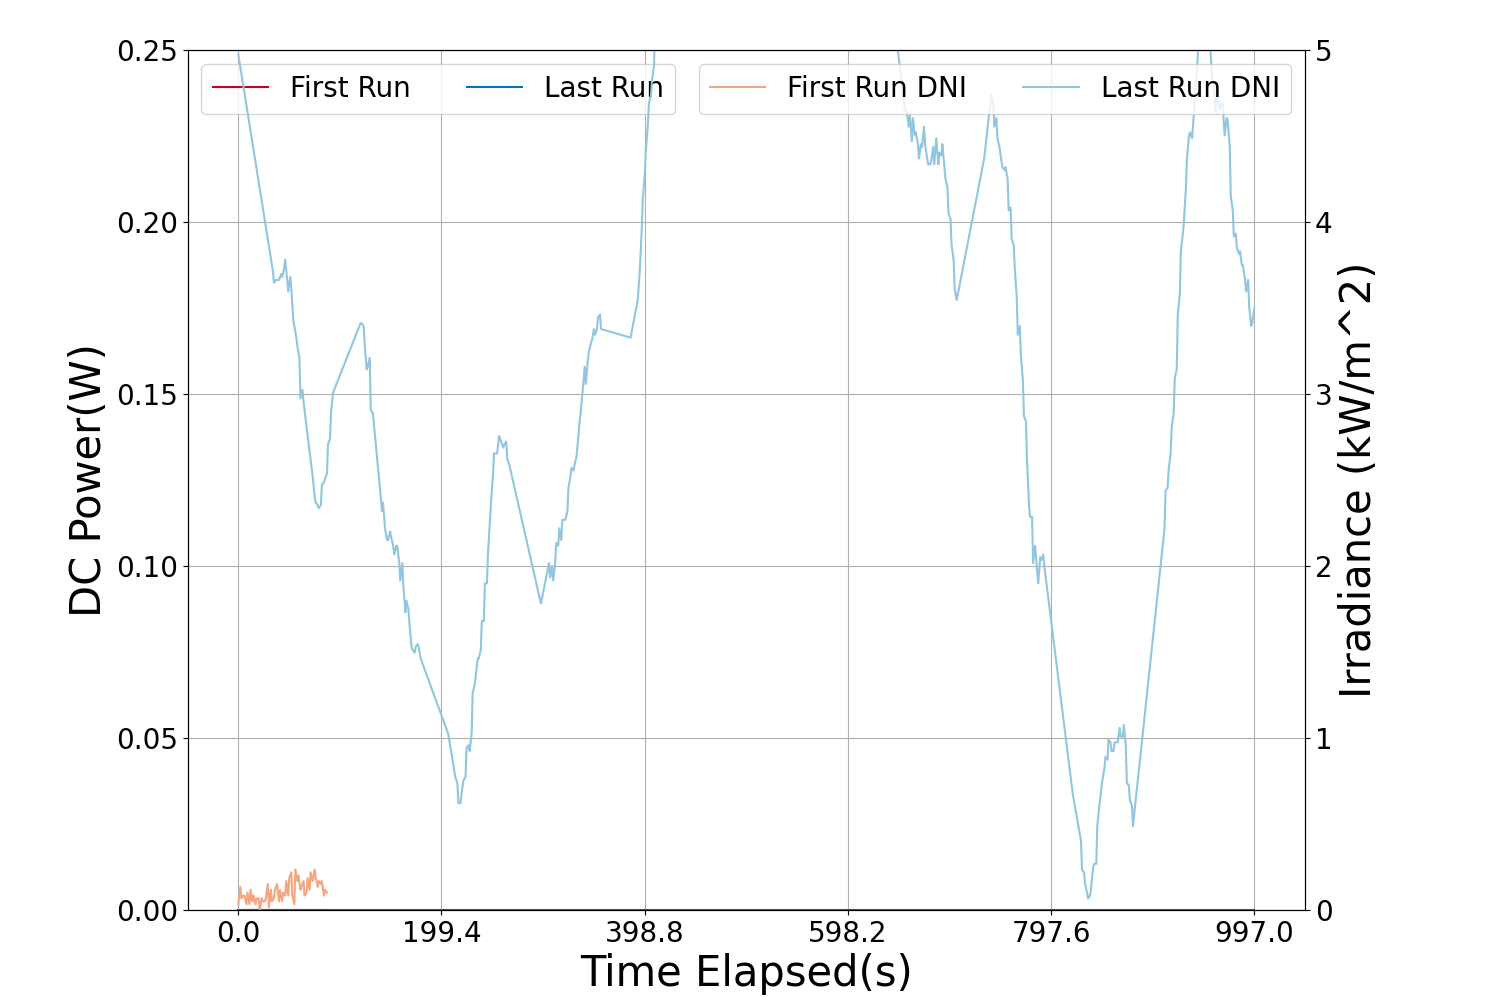 First Run
Last Run
First Run DNI
Last Run DNI
0.25
0.20
0.15
0.10
0.05
0.00
DC Power(W)
5
4
3
2
1
0
Irradiance (kW/m^2)
0.0
199.4
398.8
598.2
797.6
997.0
Time Elapsed(s)